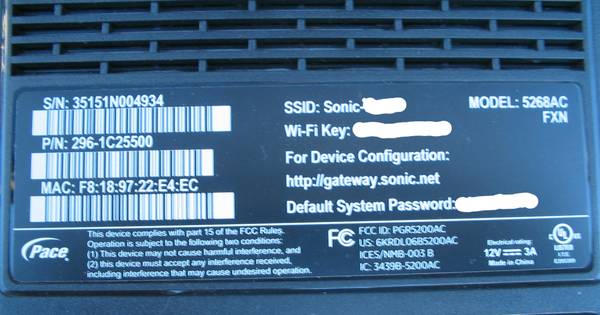 S/N: 35151N004934
P/N: 296-1C25500
MAC: F8:18:97:22:E4:EC
SSID: Sonic-
Wi-Fi Key:
For Device Configuration:
http://gateway.sonic.net
Default System Password:
MODEL: 5268AC
FXN
Pace
This device complies with part 15 of the FCC Rules.
Operation is subject to the following two conditions:
(1) This device may not cause harmful interference, and
(2) this device must accept any interference received,
including interference that may cause undesired operation.
FC
FCC ID: PGR5200AC
US: 6KRDL06B5200AC
ICES/NMB-003 B
IC: 3439B-5200AC
Electrical rating:
12V 3A
Made in China
UL
LISTED
I.T.E.